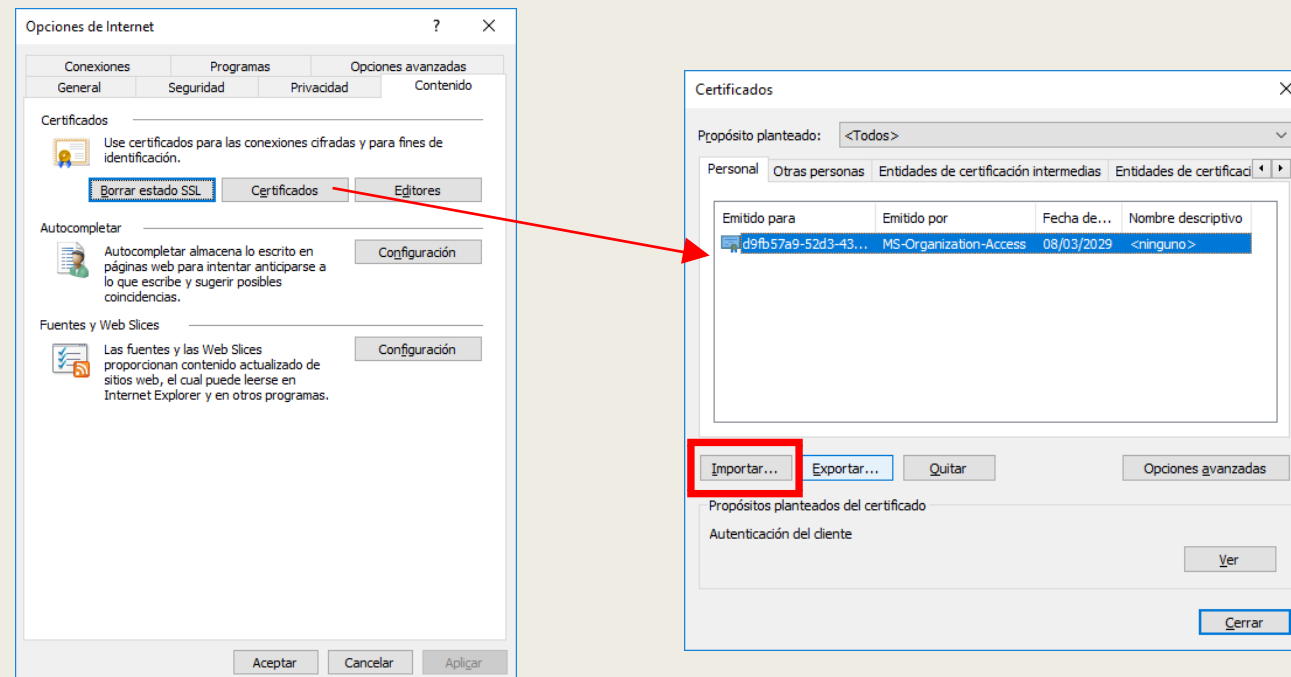 Opciones de Internet
?
Conexiones
Programas
Opciones avanzadas
General
Seguridad
Privacidad
Contenido
Certificados
Use certificados para las conexiones cifradas y para fines de
identificación.
Borrar estado SSL
Certificados
Editores
Autocompletar
Autocompletar almacena lo escrito en
páginas web para intentar anticiparse a
lo que escribe y sugerir posibles
coincidencias.
Configuración
Fuentes y Web Slices
Las fuentes y las Web Slices
proporcionan contenido actualizado de
sitios web, el cual puede leerse en
Internet Explorer y en otros programas.
Configuración
Aceptar
Cancelar
Aplicar
Certificados
Propósito planteado:
<Todos>
Personal
Otras personas
Entidades de certificación intermedias
Entidades de certificaci
Emitido para
Emitido por
Fecha de...
Nombre descriptivo
d9fb57a9-52d3-43...
MS-Organization-Access
08/03/2029
<ninguno>
Importar...
Exportar...
Quitar
Opciones avanzadas
Propósitos planteados del certificado
Autenticación del cliente
Ver
Cerrar